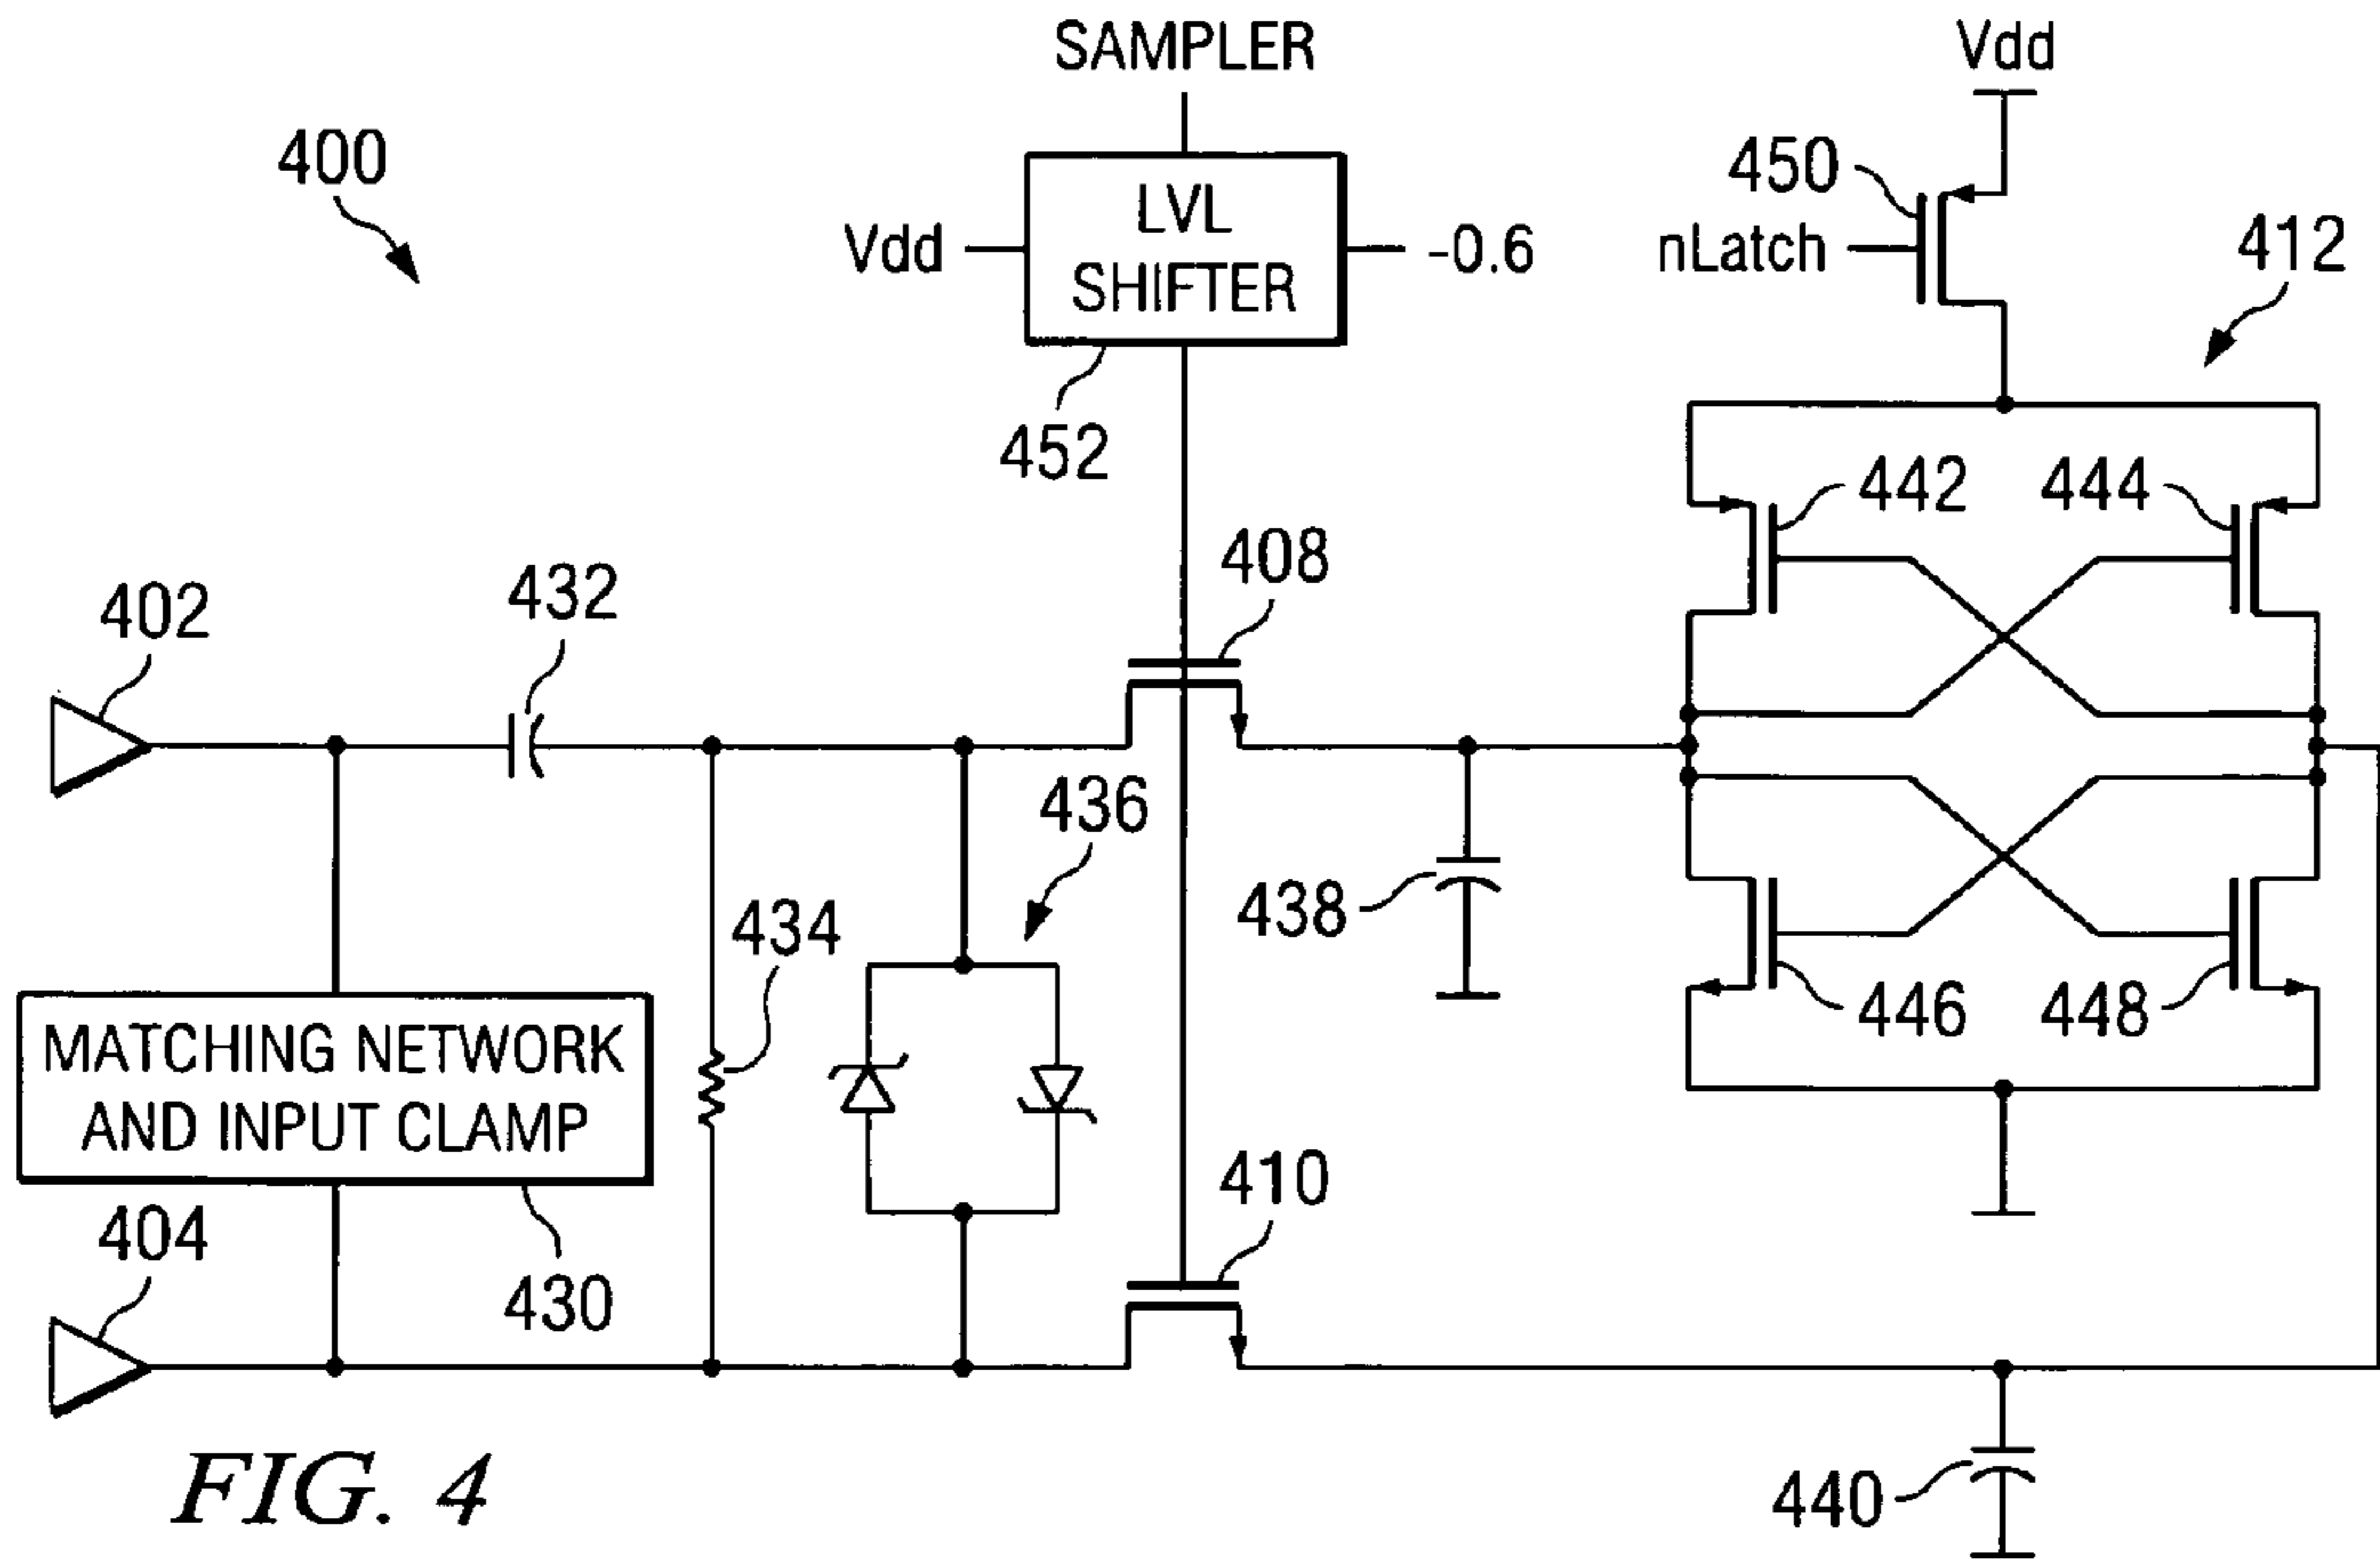 SAMPLER
Vdd
400
450
LVL
SHIFTER
Vdd
-0.6
nLatch
412
452
442
444
408
402
432
436
434
438
446
448
MATCHING NETWORK
AND INPUT CLAMP
410
404
430
440
FIG. 4